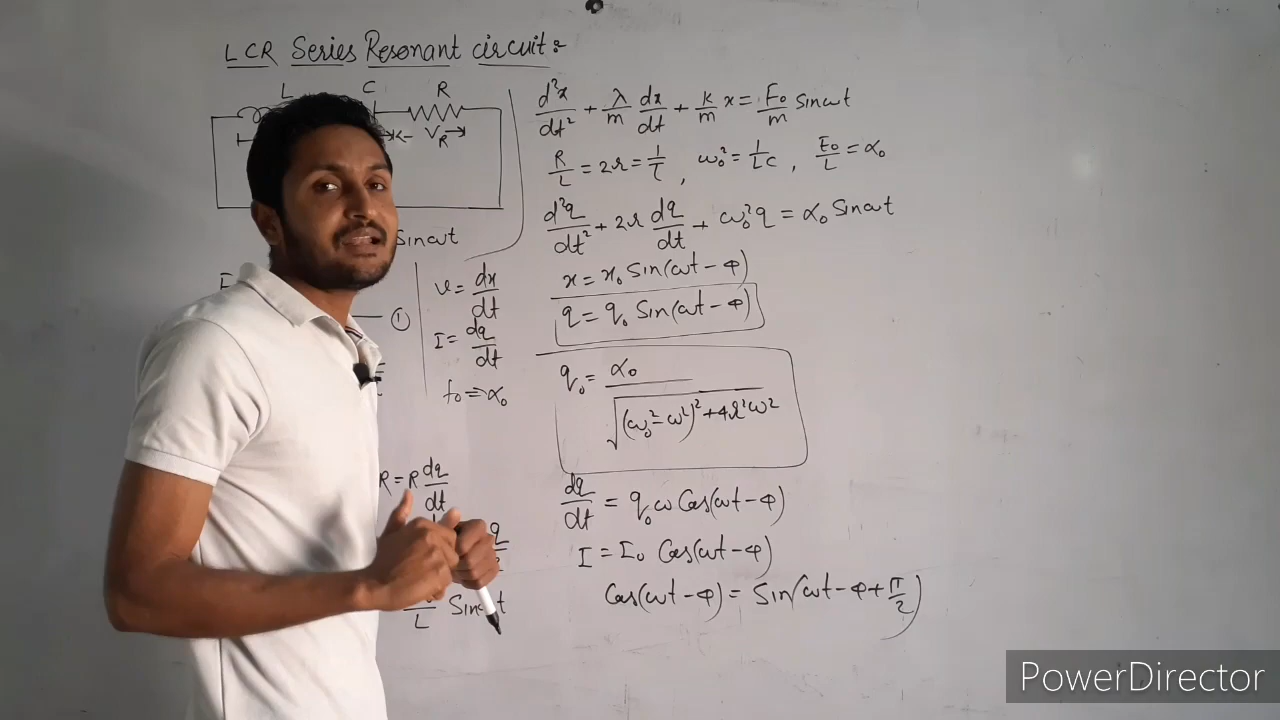 LCR Series Resonant circuit:
L C R
V_R
Sinωt
①
v = dx/dt
I = dq/dt
f₀ ⇒ α₀
R = R dq/dt
L Sinωt
d²x/dt² + λ/m dx/dt + k/m x = F₀/m Sinωt
R/L = 2r = 1/τ, ω₀² = 1/LC, E₀/L = α₀
d²q/dt² + 2r dq/dt + ω₀² q = α₀ Sinωt
x = x₀ Sin(ωt - φ)
q = q₀ Sin(ωt - φ)
q₀ = α₀/√((ω₀² - ω²)² + 4r²ω²)
dq/dt = q₀ω Cos(ωt - φ)
I = I₀ Cos(ωt - φ)
Cos(ωt - φ) = Sin(ωt - φ + π/2)
PowerDirector